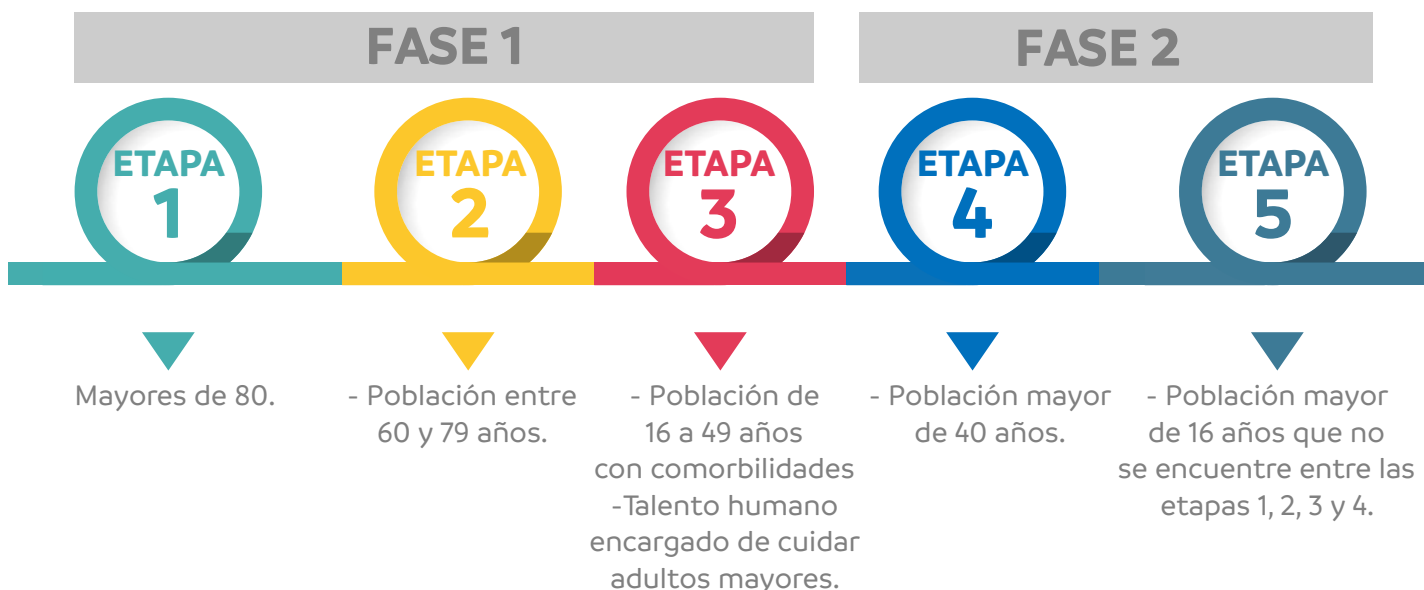 FASE 1
FASE 2
ETAPA
1
ETAPA
2
ETAPA
3
ETAPA
4
ETAPA
5
Mayores de 80.
- Población entre
60 y 79 años.
- Población de
16 a 49 años
con comorbilidades
-Talento humano
encargado de cuidar
adultos mayores.
- Población mayor
de 40 años.
- Población mayor
de 16 años que no
se encuentre entre las
etapas 1, 2, 3 y 4.